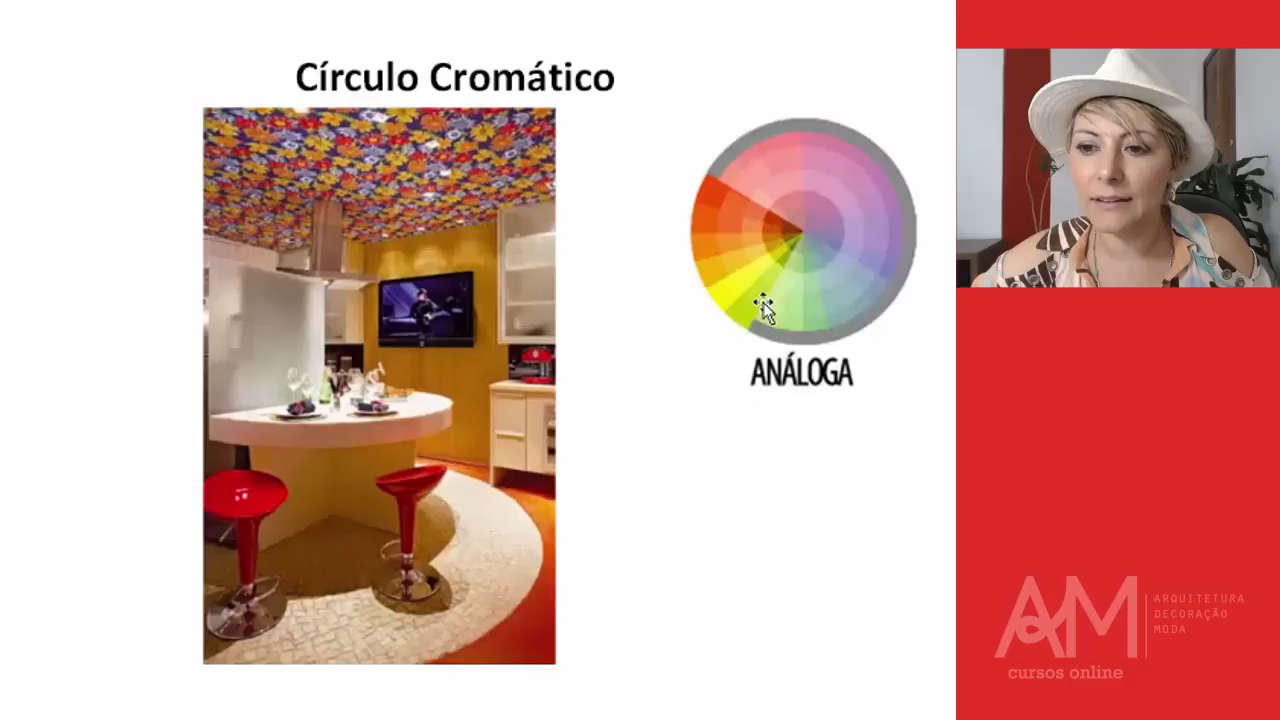 Círculo Cromático
ANÁLOGA
AM
ARQUITETURA
DECORAÇÃO
MODA
cursos online